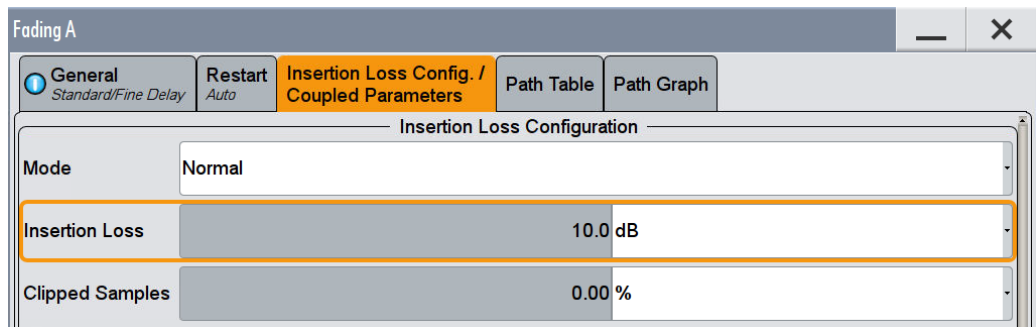 Fading A
General
Standard/Fine Delay
Restart
Auto
Insertion Loss Config. /
Coupled Parameters
Path Table
Path Graph
Insertion Loss Configuration
Mode Normal
Insertion Loss 10.0 dB
Clipped Samples 0.00 %